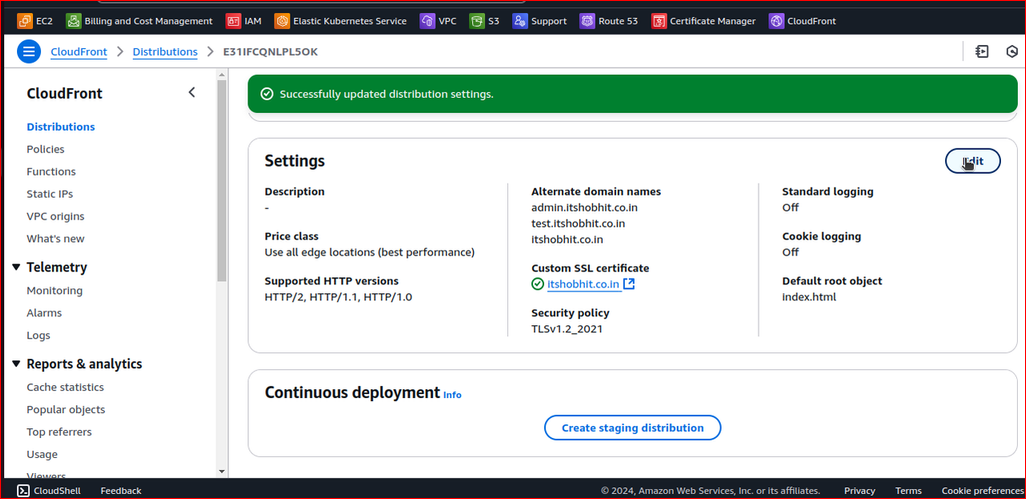 EC2 Billing and Cost Management IAM Elastic Kubernetes Service VPC S3 Support Route 53 Certificate Manager CloudFront
CloudFront Distributions E31IFCQNLPL5OK
CloudFront
Distributions
Policies
Functions
Static IPs
VPC origins
What's new
Telemetry
Monitoring
Alarms
Logs
Reports & analytics
Cache statistics
Popular objects
Top referrers
Usage
Viewers
Successfully updated distribution settings.
Settings
Edit
Description
-
Price class
Use all edge locations (best performance)
Supported HTTP versions
HTTP/2, HTTP/1.1, HTTP/1.0
Alternate domain names
admin.itshobhit.co.in
test.itshobhit.co.in
itshobhit.co.in
Custom SSL certificate
itshobhit.co.in
Security policy
TLSv1.2_2021
Standard logging
Off
Cookie logging
Off
Default root object
index.html
Continuous deployment Info
Create staging distribution
CloudShell Feedback © 2024, Amazon Web Services, Inc. or its affiliates. Privacy Terms Cookie preferences